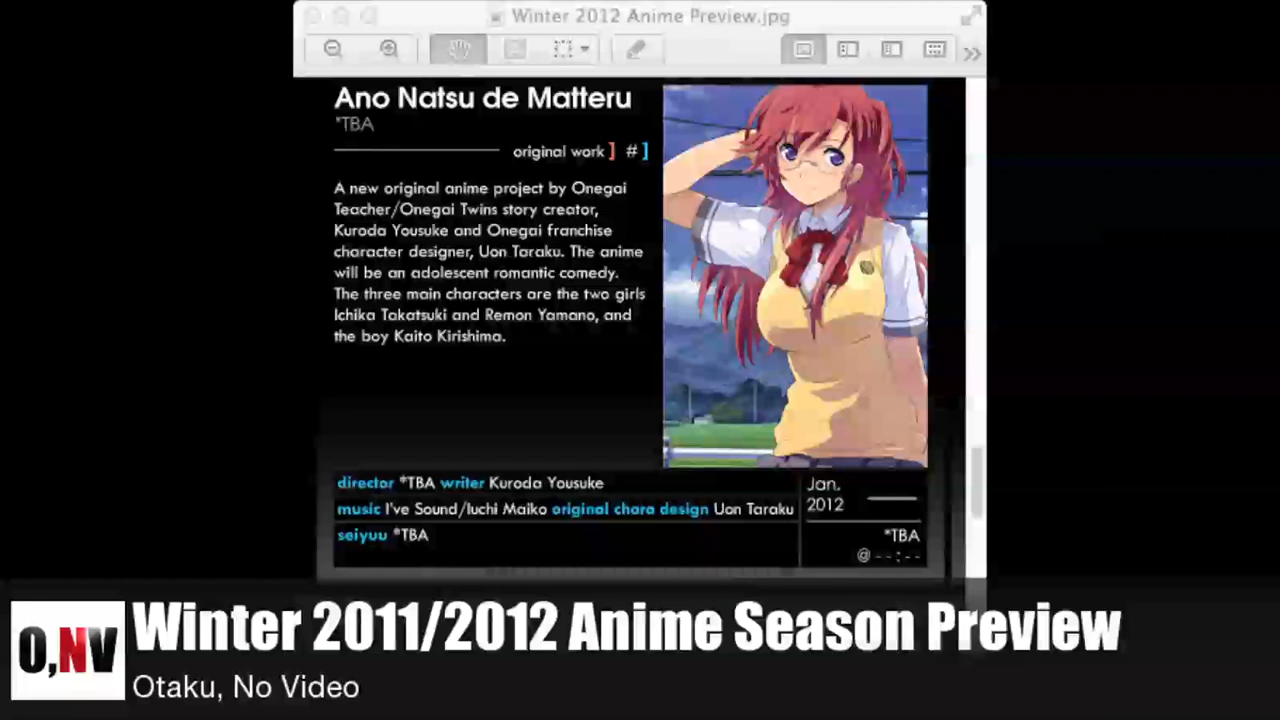 Winter 2012 Anime Preview.jpg
Ano Natsu de Matteru
*TBA
original work ] # ]
A new original anime project by Onegai
Teacher/Onegai Twins story creator,
Kuroda Yousuke and Onegai franchise
character designer, Uon Taraku. The anime
will be an adolescent romantic comedy.
The three main characters are the two girls
Ichika Takatsuki and Remon Yamano, and
the boy Kaito Kirishima.
director *TBA writer Kuroda Yousuke
music I've Sound/Iuchi Maiko original chara design Uon Taraku
seiyuu *TBA
Jan.
2012
*TBA
@ --:--
O,NV
Winter 2011/2012 Anime Season Preview
Otaku, No Video